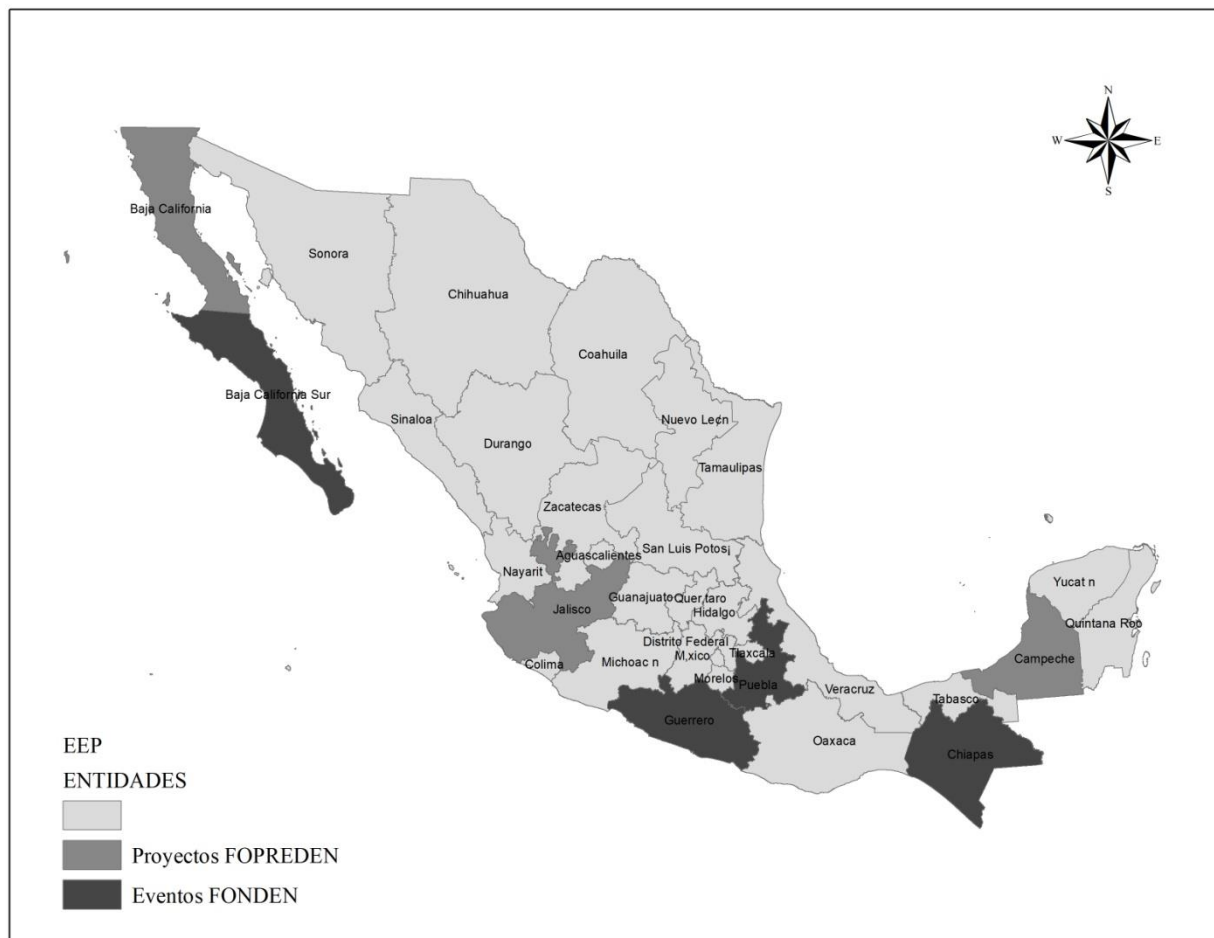 N
W E
S
Baja California
Sonora
Chihuahua
Coahuila
Baja California Sur
Sinaloa
Nuevo Le¢n
Durango
Tamaulipas
Zacatecas
San Luis Potos¡
Aguascalientes
Nayarit
Yucat n
Guanajuato
Quer‚taro
Hidalgo
Jalisco
Quintana Roo
Distrito Federal
M‚xico
Tlaxcala
Campeche
Colima
Michoac n
Morelos
Puebla
Veracruz
Tabasco
Guerrero
Oaxaca
Chiapas
EEP
ENTIDADES
Proyectos FOPREDEN
Eventos FONDEN